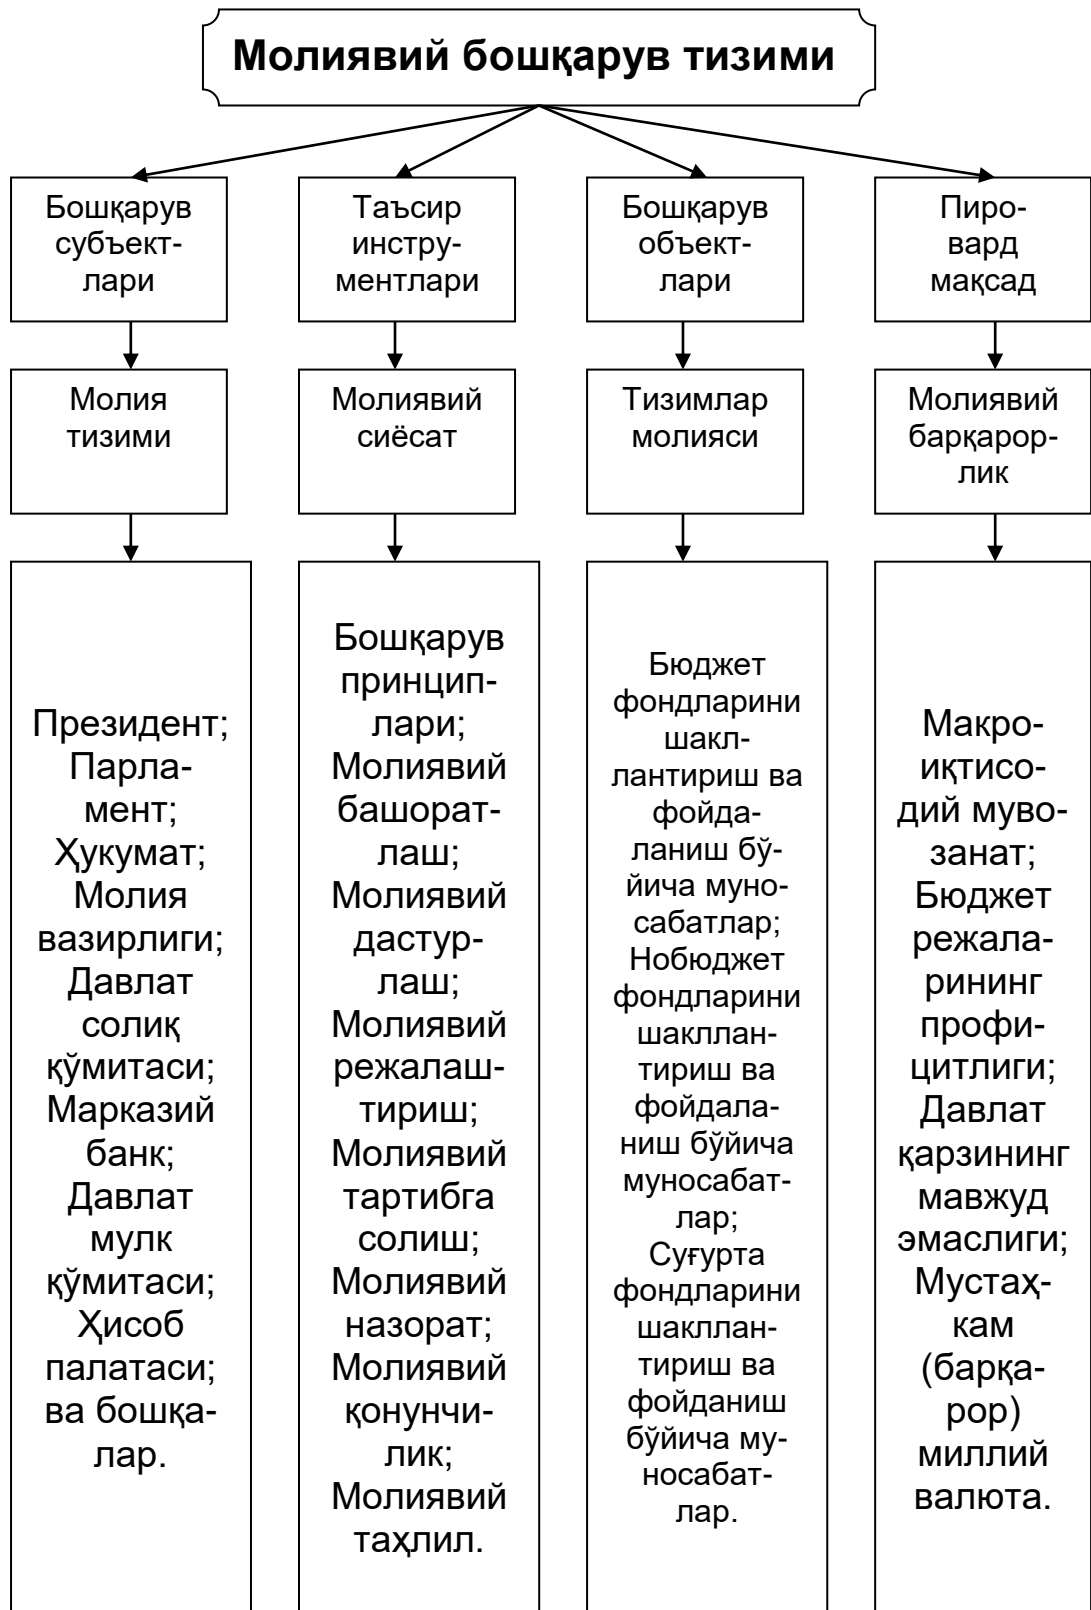 Молиявий бошқарув тизими
Бошқарув
субъект-
лари
Таъсир
инстру-
ментлари
Бошқарув
объект-
лари
Пиро-
вард
мақсад
Молия
тизими
Молиявий
сиёсат
Тизимлар
молияси
Молиявий
барқарор-
лик
Президент;
Парла-
мент;
Ҳукумат;
Молия
вазирлиги;
Давлат
солиқ
қўмитаси;
Марказий
банк;
Давлат
мулк
қўмитаси;
Ҳисоб
палатаси;
ва бошқа-
лар.
Бошқарув
принцип-
лари;
Молиявий
башорат-
лаш;
Молиявий
дастур-
лаш;
Молиявий
режалаш-
тириш;
Молиявий
тартибга
солиш;
Молиявий
назорат;
Молиявий
қонунчи-
лик;
Молиявий
таҳлил.
Бюджет
фондларини
шакл-
лантириш ва
фойда-
ланиш бў-
йича муно-
сабатлар;
Нобюджет
фондларини
шакллан-
тириш ва
фойдала-
ниш бўйича
муносабат-
лар;
Суғурта
фондларини
шакллан-
тириш ва
фойданиш
бўйича му-
носабат-
лар.
Макро-
иқтисо-
дий муво-
занат;
Бюджет
режала-
рининг
профи-
цитлиги;
Давлат
қарзининг
мавжуд
эмаслиги;
Мустаҳ-
кам
(барқа-
рор)
миллий
валюта.